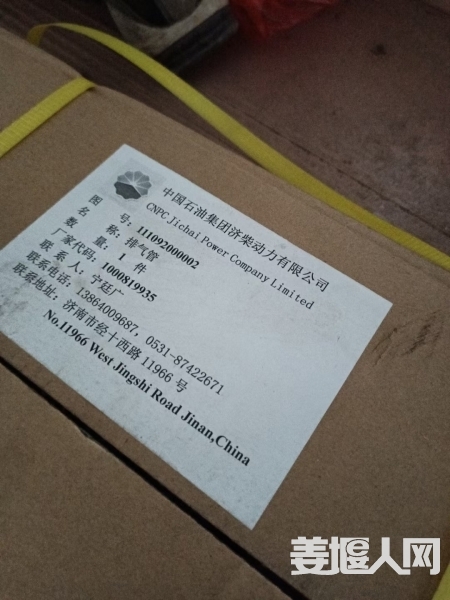 中国石油集团济柴动力有限公司
CNPC Jichai Power Company Limited
图 号：111092000002
名 称：排气管
数 量：1 件
厂家代码：1000819935
联 系 人：宁廷广
联系电话：13864009687，0531-87422671
联系地址：济南市经十西路 11966 号
No.11966 West Jingshi Road Jinan,China
姜堰人网